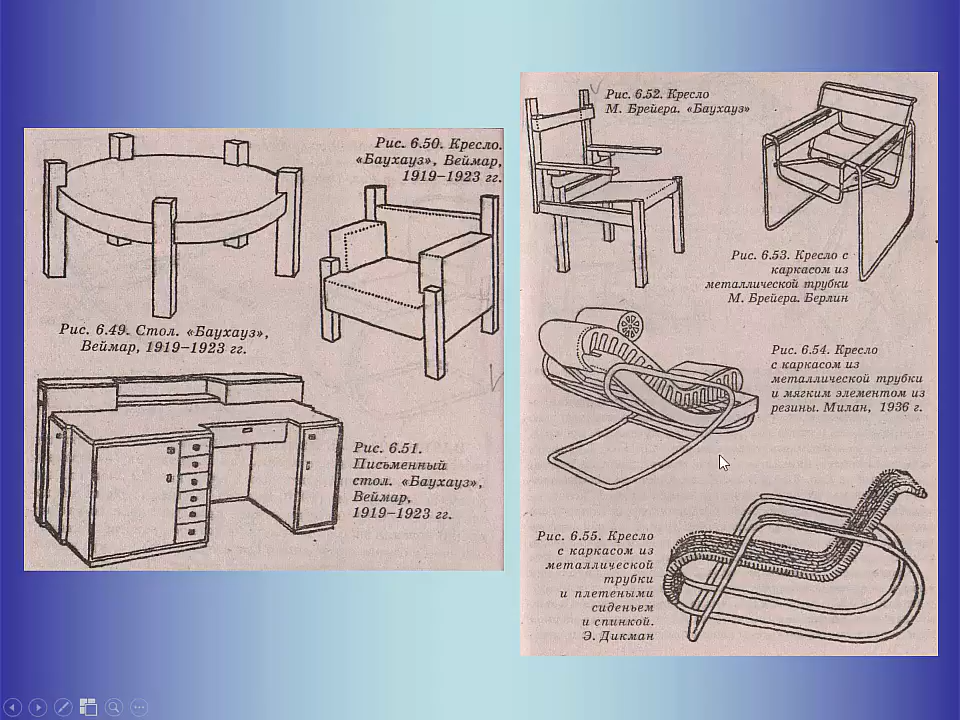 Рис. 6.50. Кресло.
«Баухауз», Веймар,
1919–1923 гг.
Рис. 6.49. Стол. «Баухауз»,
Веймар, 1919–1923 гг.
Рис. 6.51.
Письменный
стол. «Баухауз»,
Веймар,
1919–1923 гг.
Рис. 6.52. Кресло
М. Брейера. «Баухауз»
Рис. 6.53. Кресло с
каркасом из
металлической трубки
М. Брейера. Берлин
Рис. 6.54. Кресло
с каркасом из
металлической трубки
и мягким элементом из
резины. Милан, 1936 г.
Рис. 6.55. Кресло
с каркасом из
металлической
трубки
и плетеными
сиденьем
и спинкой.
Э. Дикман